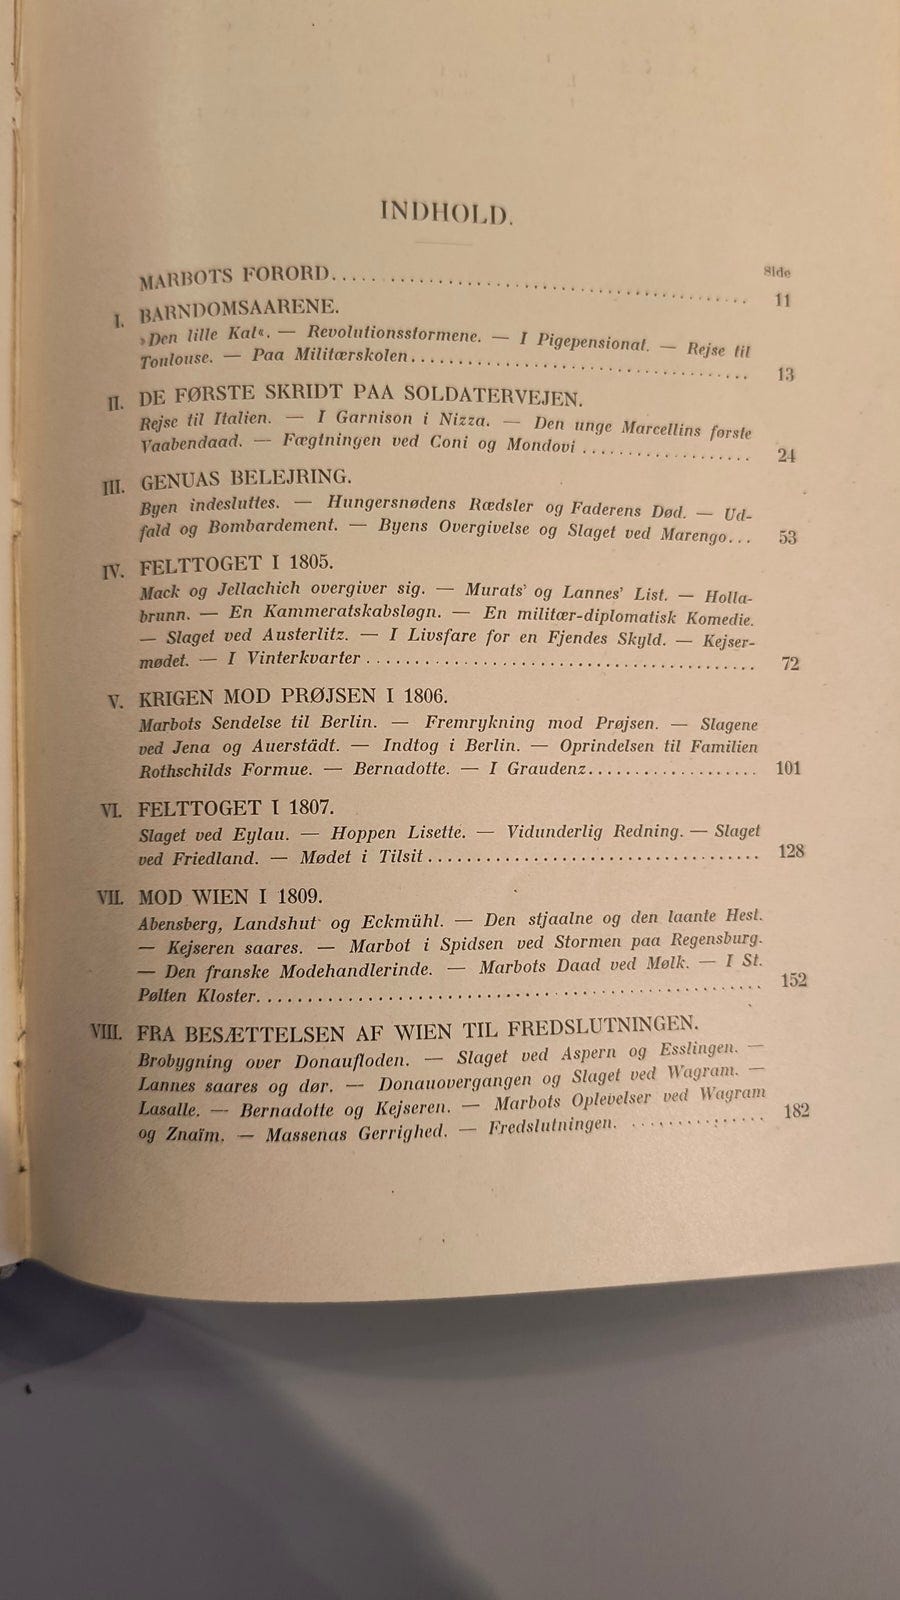 INDHOLD.
Side
MARBOTS FORORD........................................ 11
I. BARNDOMSAARENE.
»Den lille Kat«. — Revolutionsstormene. — I Pigepensionat. — Rejse til
Toulouse. — Paa Militærskolen........................................ 13
II. DE FØRSTE SKRIDT PAA SOLDATERVEJEN.
Rejse til Italien. — I Garnison i Nizza. — Den unge Marcellins første
Vaabendaad. — Fægtningen ved Coni og Mondovi .................... 24
III. GENUAS BELEJRING.
Byen indesluttes. — Hungersnødens Rædsler og Faderens Død. — Ud-
fald og Bombardement. — Byens Overgivelse og Slaget ved Marengo... 53
IV. FELTTOGET I 1805.
Mack og Jellachich overgiver sig. — Murats' og Lannes' List. — Holla-
brunn. — En Kammeratskabsløgn. — En militær-diplomatisk Komedie.
— Slaget ved Austerlitz. — I Livsfare for en Fjendes Skyld. — Kejser-
mødet. — I Vinterkvarter ........................................ 72
V. KRIGEN MOD PRØJSEN I 1806.
Marbots Sendelse til Berlin. — Fremrykning mod Prøjsen. — Slagene
ved Jena og Auerstädt. — Indtog i Berlin. — Oprindelsen til Familien
Rothschilds Formue. — Bernadotte. — I Graudenz.................... 101
VI. FELTTOGET I 1807.
Slaget ved Eylau. — Hoppen Lisette. — Vidunderlig Redning. — Slaget
ved Friedland. — Mødet i Tilsit ........................................ 128
VII. MOD WIEN I 1809.
Abensberg, Landshut og Eckmühl. — Den stjaalne og den laante Hest.
— Kejseren saares. — Marbot i Spidsen ved Stormen paa Regensburg.
— Den franske Modehandlerinde. — Marbots Daad ved Mølk. — I St.
Pølten Kloster........................................ 152
VIII. FRA BESÆTTELSEN AF WIEN TIL FREDSLUTNINGEN.
Brobygning over Donaufloden. — Slaget ved Aspern og Esslingen. —
Lannes saares og dør. — Donauovergangen og Slaget ved Wagram. —
Lasalle. — Bernadotte og Kejseren. — Marbots Oplevelser ved Wagram
og Znaïm. — Massenas Gerrighed. — Fredslutningen. ................ 182